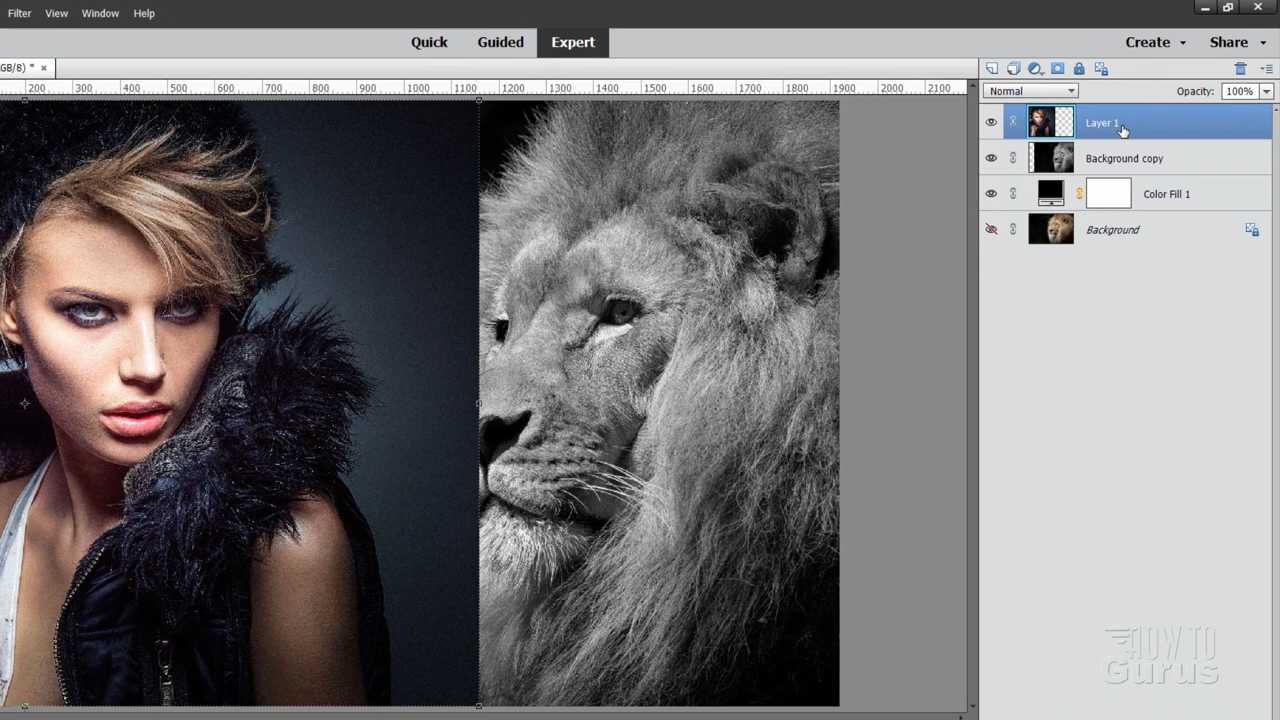 Filter View Window Help
Quick Guided Expert Create Share
GB/8) * ×
200 300 400 500 600 700 800 900 1000 1100 1200 1300 1400 1500 1600 1700 1800 1900 2000 2100
Normal Opacity: 100%
Layer 1
Background copy
Color Fill 1
Background
HOW TO
Gurus